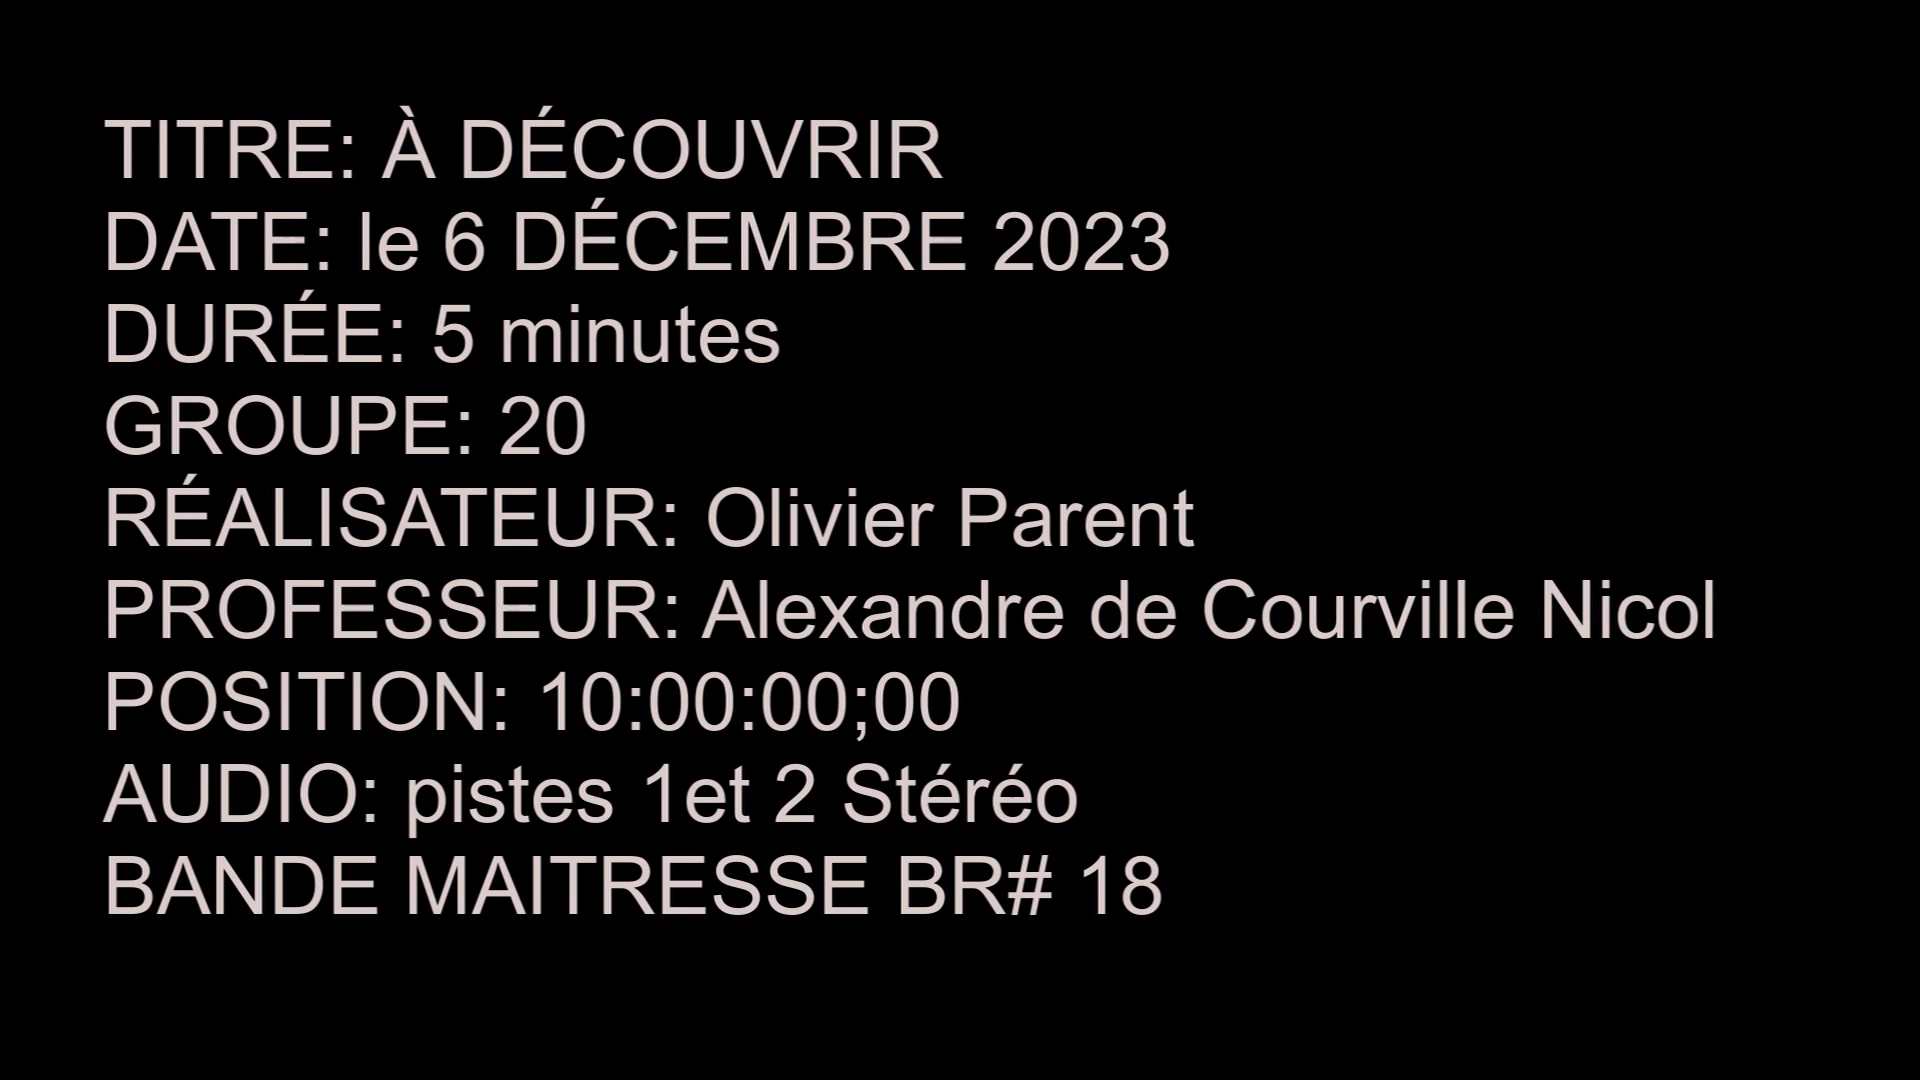 TITRE: À DÉCOUVRIR
DATE: le 6 DÉCEMBRE 2023
DURÉE: 5 minutes
GROUPE: 20
RÉALISATEUR: Olivier Parent
PROFESSEUR: Alexandre de Courville Nicol
POSITION: 10:00:00;00
AUDIO: pistes 1et 2 Stéréo
BANDE MAITRESSE BR# 18